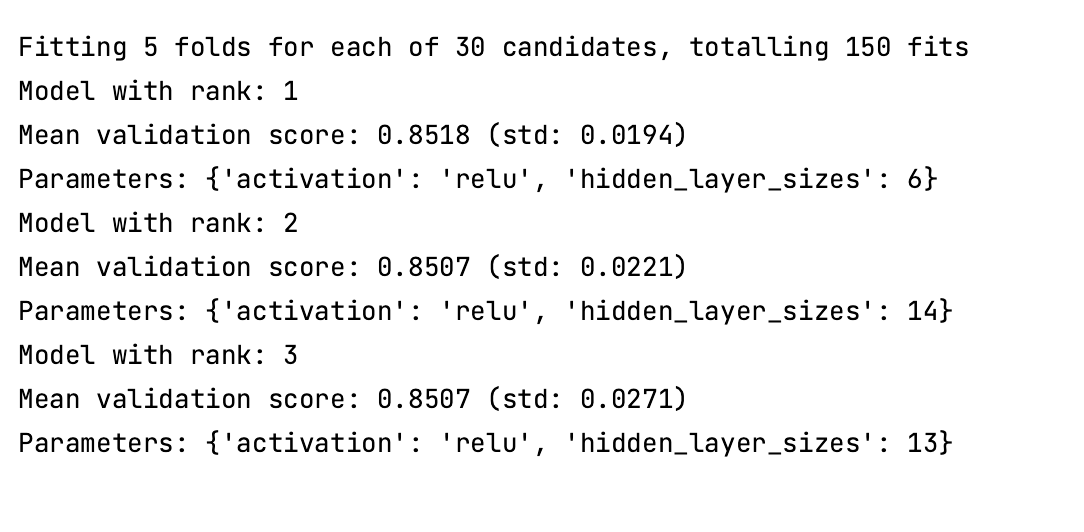 Fitting 5 folds for each of 30 candidates, totalling 150 fits
Model with rank: 1
Mean validation score: 0.8518 (std: 0.0194)
Parameters: {'activation': 'relu', 'hidden_layer_sizes': 6}
Model with rank: 2
Mean validation score: 0.8507 (std: 0.0221)
Parameters: {'activation': 'relu', 'hidden_layer_sizes': 14}
Model with rank: 3
Mean validation score: 0.8507 (std: 0.0271)
Parameters: {'activation': 'relu', 'hidden_layer_sizes': 13}